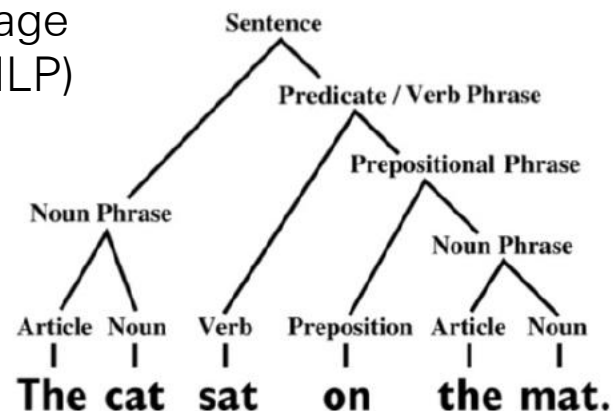 age
Sentence
NLP)
Predicate / Verb Phrase
Prepositional Phrase
Noun Phrase
Noun Phrase
Article Noun Verb Preposition Article Noun
The cat sat on the mat.